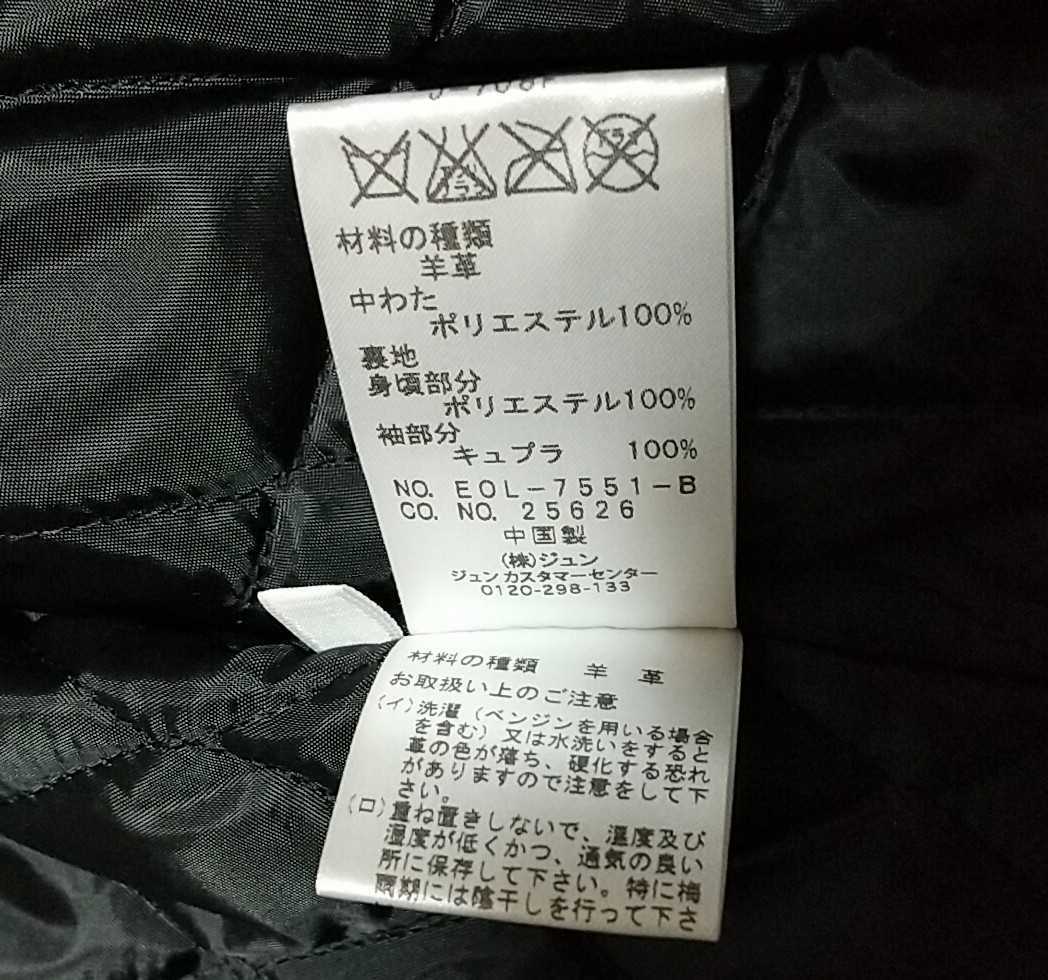 材料の種類
羊革
中わた
ポリエステル100%
裏地
身頃部分
ポリエステル100%
袖部分
キュプラ 100%
NO. EOL-7551-B
CO. NO. 25626
中国製
(株)ジュン
ジュンカスタマーセンター
0120-298-133
材料の種類 羊革
お取扱い上のご注意
(イ)洗濯(ベンジンを用いる場合
を含む)又は水洗いをすると
革の色が落ち、硬化する恐れ
がありますので注意をして下
さい。
(ロ)重ね置きしないで、温度及び
湿度が低くかつ、通気の良い
所に保存して下さい。特に梅
雨期には陰干しを行って下さ